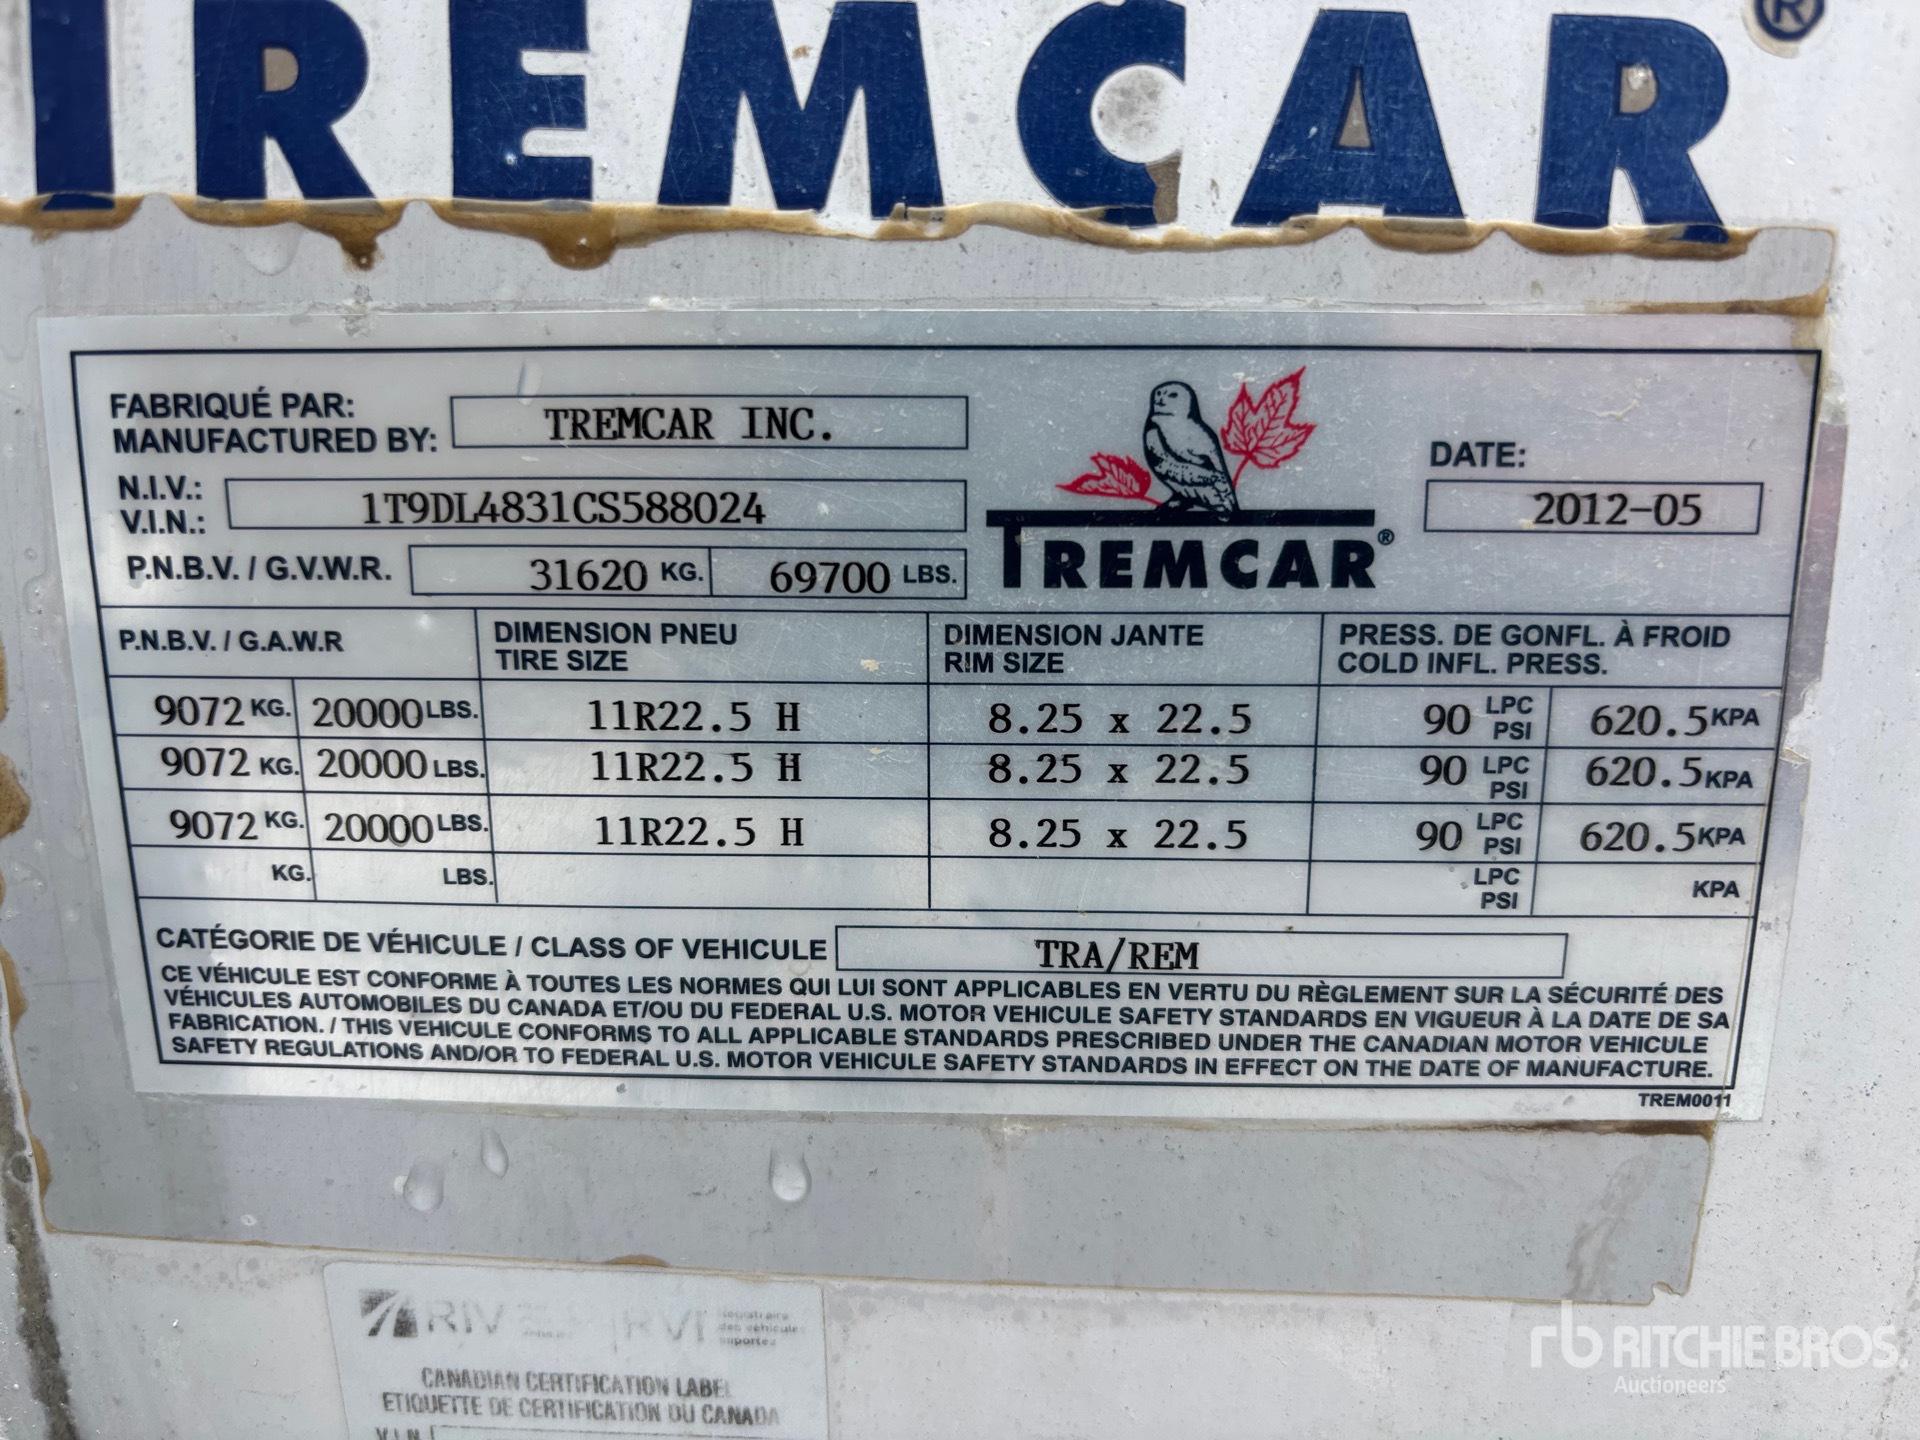 TREMCAR®
FABRIQUÉ PAR:
MANUFACTURED BY: TREMCAR INC.
N.I.V.:
V.I.N.: 1T9DL4831CS588024
P.N.B.V. / G.V.W.R. 31620 KG. 69700 LBS.
TREMCAR®
DATE:
2012-05
P.N.B.V. / G.A.W.R
DIMENSION PNEU
TIRE SIZE
DIMENSION JANTE
RIM SIZE
PRESS. DE GONFL. À FROID
COLD INFL. PRESS.
9072 KG. 20000 LBS. 11R22.5 H 8.25 x 22.5 90 LPC PSI 620.5 KPA
9072 KG. 20000 LBS. 11R22.5 H 8.25 x 22.5 90 LPC PSI 620.5 KPA
9072 KG. 20000 LBS. 11R22.5 H 8.25 x 22.5 90 LPC PSI 620.5 KPA
KG. LBS. LPC PSI KPA
CATÉGORIE DE VÉHICULE / CLASS OF VEHICULE TRA/REM
CE VÉHICULE EST CONFORME À TOUTES LES NORMES QUI LUI SONT APPLICABLES EN VERTU DU RÈGLEMENT SUR LA SÉCURITÉ DES
VÉHICULES AUTOMOBILES DU CANADA ET/OU DU FEDERAL U.S. MOTOR VEHICULE SAFETY STANDARDS EN VIGUEUR À LA DATE DE SA
FABRICATION. / THIS VEHICULE CONFORMS TO ALL APPLICABLE STANDARDS PRESCRIBED UNDER THE CANADIAN MOTOR VEHICULE
SAFETY REGULATIONS AND/OR TO FEDERAL U.S. MOTOR VEHICULE SAFETY STANDARDS IN EFFECT ON THE DATE OF MANUFACTURE.
TREM0011
RIV RVI
des véhicules
importés
CANADIAN CERTIFICATION LABEL
ETIQUETTE DE CERTIFICATION DU CANADA
V.I.N.
rb RITCHIE BROS.
Auctioneers